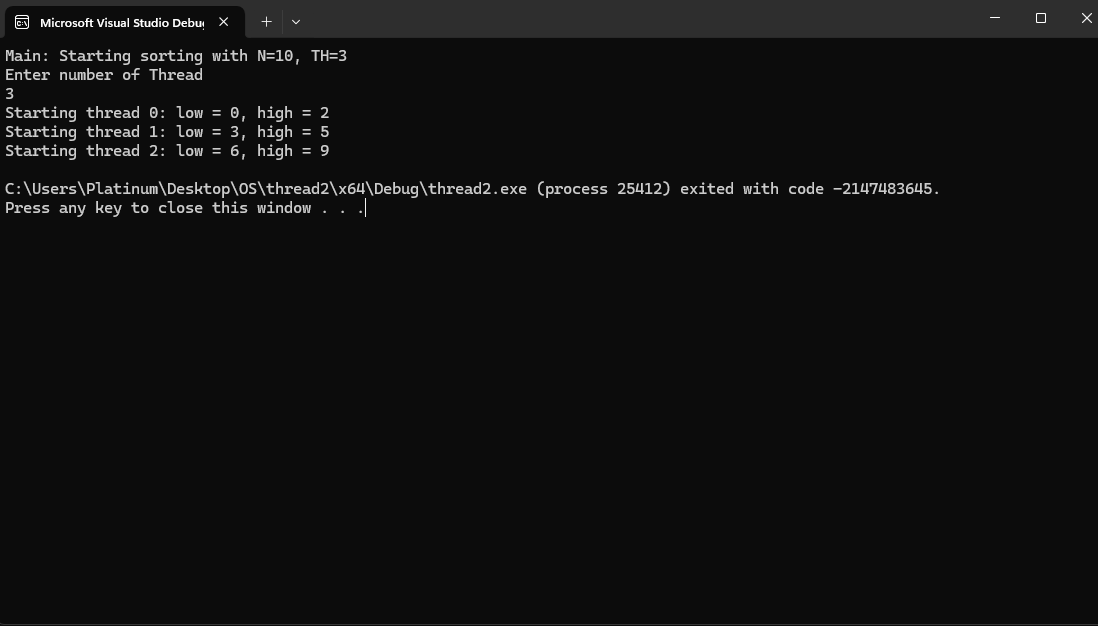 Microsoft Visual Studio Debu
Main: Starting sorting with N=10, TH=3
Enter number of Thread
3
Starting thread 0: low = 0, high = 2
Starting thread 1: low = 3, high = 5
Starting thread 2: low = 6, high = 9
C:\Users\Platinum\Desktop\OS\thread2\x64\Debug\thread2.exe (process 25412) exited with code -2147483645.
Press any key to close this window . . .